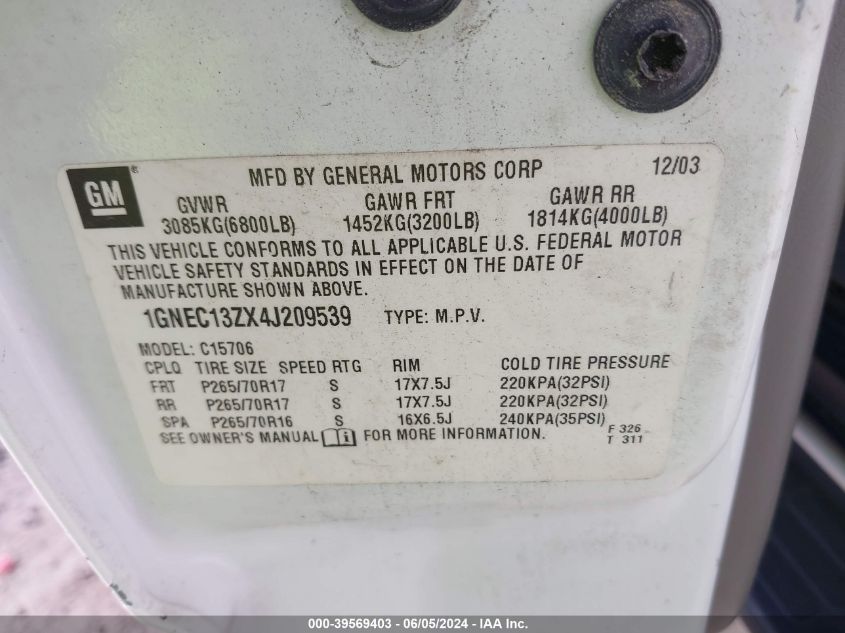 GM
MFD BY GENERAL MOTORS CORP 12/03
GVWR GAWR FRT GAWR RR
3085KG(6800LB) 1452KG(3200LB) 1814KG(4000LB)
THIS VEHICLE CONFORMS TO ALL APPLICABLE U.S. FEDERAL MOTOR
VEHICLE SAFETY STANDARDS IN EFFECT ON THE DATE OF
MANUFACTURE SHOWN ABOVE.
1GNEC13ZX4J209539 TYPE: M.P.V.
MODEL: C15706
CPLQ TIRE SIZE SPEED RTG RIM COLD TIRE PRESSURE
FRT P265/70R17 S 17X7.5J 220KPA(32PSI)
RR P265/70R17 S 17X7.5J 220KPA(32PSI)
SPA P265/70R16 S 16X6.5J 240KPA(35PSI)
SEE OWNER'S MANUAL FOR MORE INFORMATION. F 326
T 311
000-39569403 - 06/05/2024 - IAA Inc.